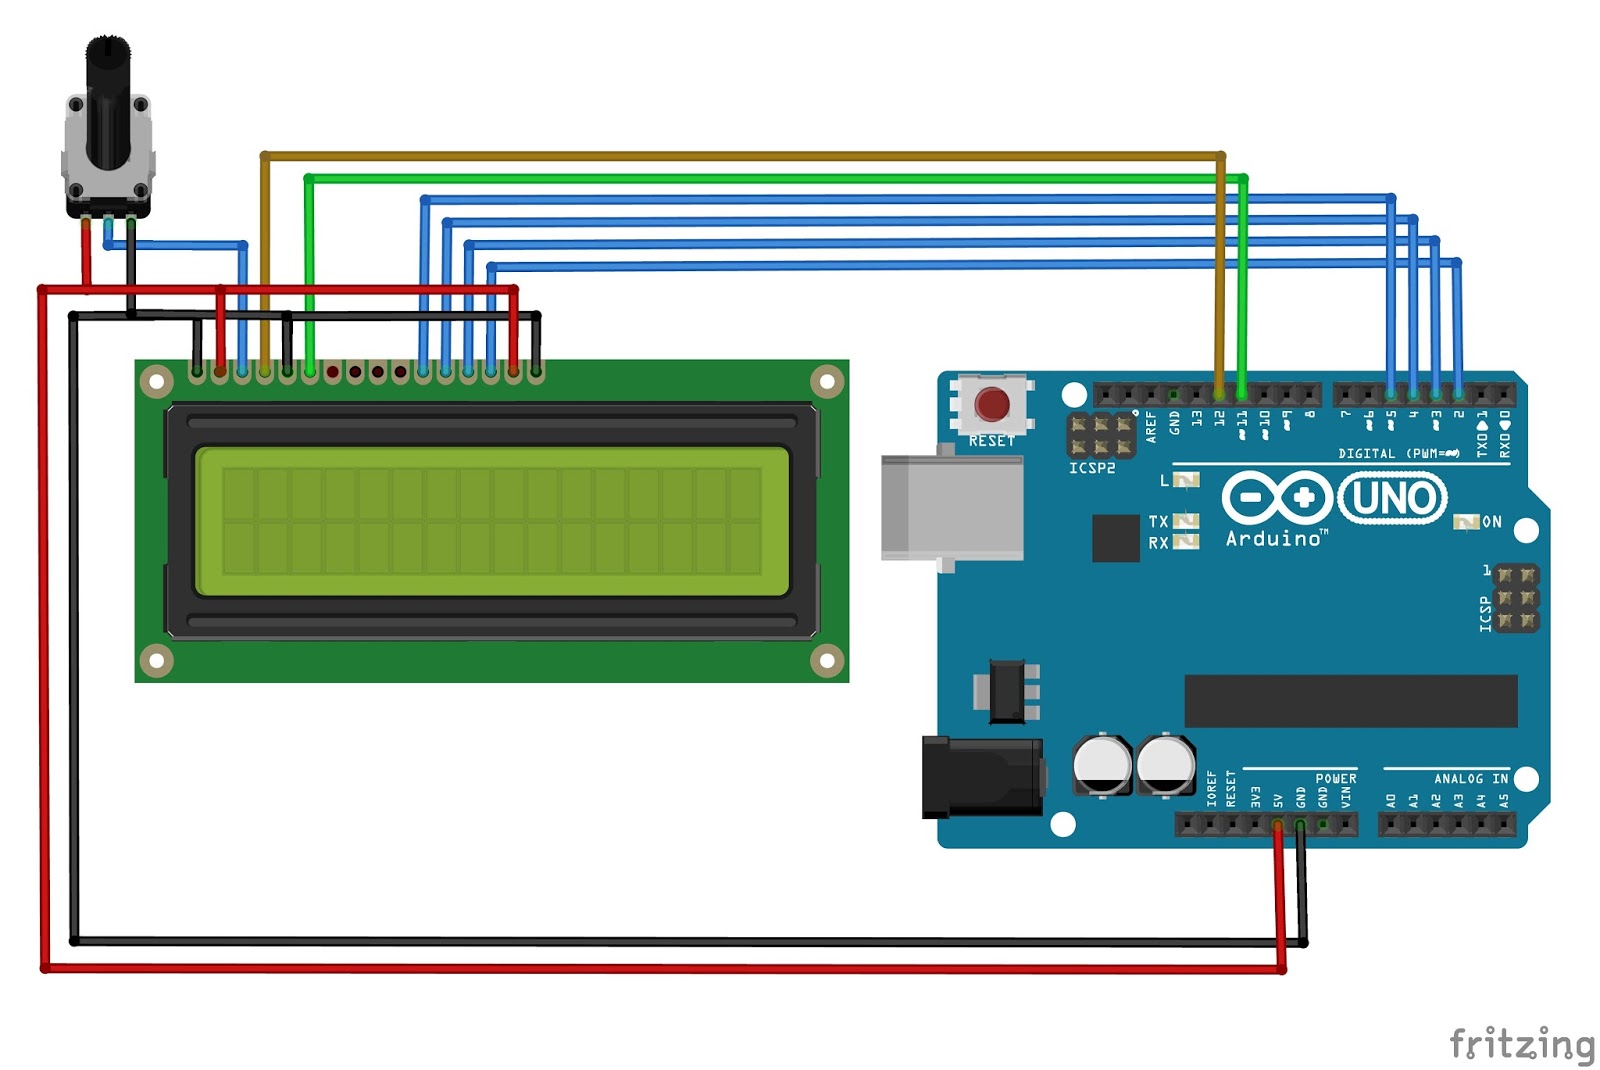 RESET
ICSP2
AREF
GND
13
12
~11
~10
~9
8
7
~6
~5
4
~3
2
TX0▶1
RX0◀0
DIGITAL (PWM=~)
L
TX
RX
UNO
Arduino™
ON
1
ICSP
IOREF
RESET
3V3
5V
GND
GND
VIN
POWER
ANALOG IN
A0
A1
A2
A3
A4
A5
fritzing